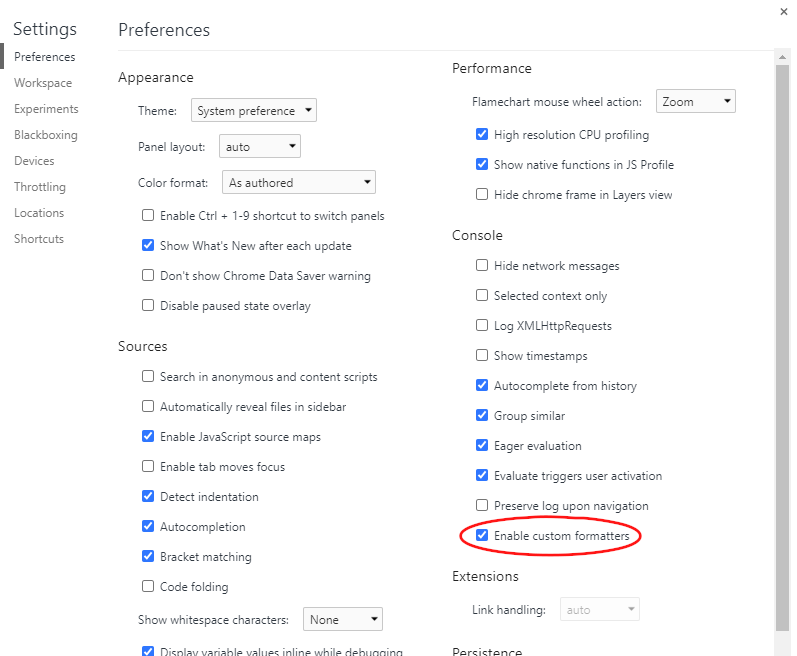 Settings
Preferences
Workspace
Experiments
Blackboxing
Devices
Throttling
Locations
Shortcuts
Preferences
Appearance
Theme: System preference
Panel layout: auto
Color format: As authored
Enable Ctrl + 1-9 shortcut to switch panels
Show What's New after each update
Don't show Chrome Data Saver warning
Disable paused state overlay
Sources
Search in anonymous and content scripts
Automatically reveal files in sidebar
Enable JavaScript source maps
Enable tab moves focus
Detect indentation
Autocompletion
Bracket matching
Code folding
Show whitespace characters: None
Display variable values inline while debugging
Performance
Flamechart mouse wheel action: Zoom
High resolution CPU profiling
Show native functions in JS Profile
Hide chrome frame in Layers view
Console
Hide network messages
Selected context only
Log XMLHttpRequests
Show timestamps
Autocomplete from history
Group similar
Eager evaluation
Evaluate triggers user activation
Preserve log upon navigation
Enable custom formatters
Extensions
Link handling: auto
Persistence